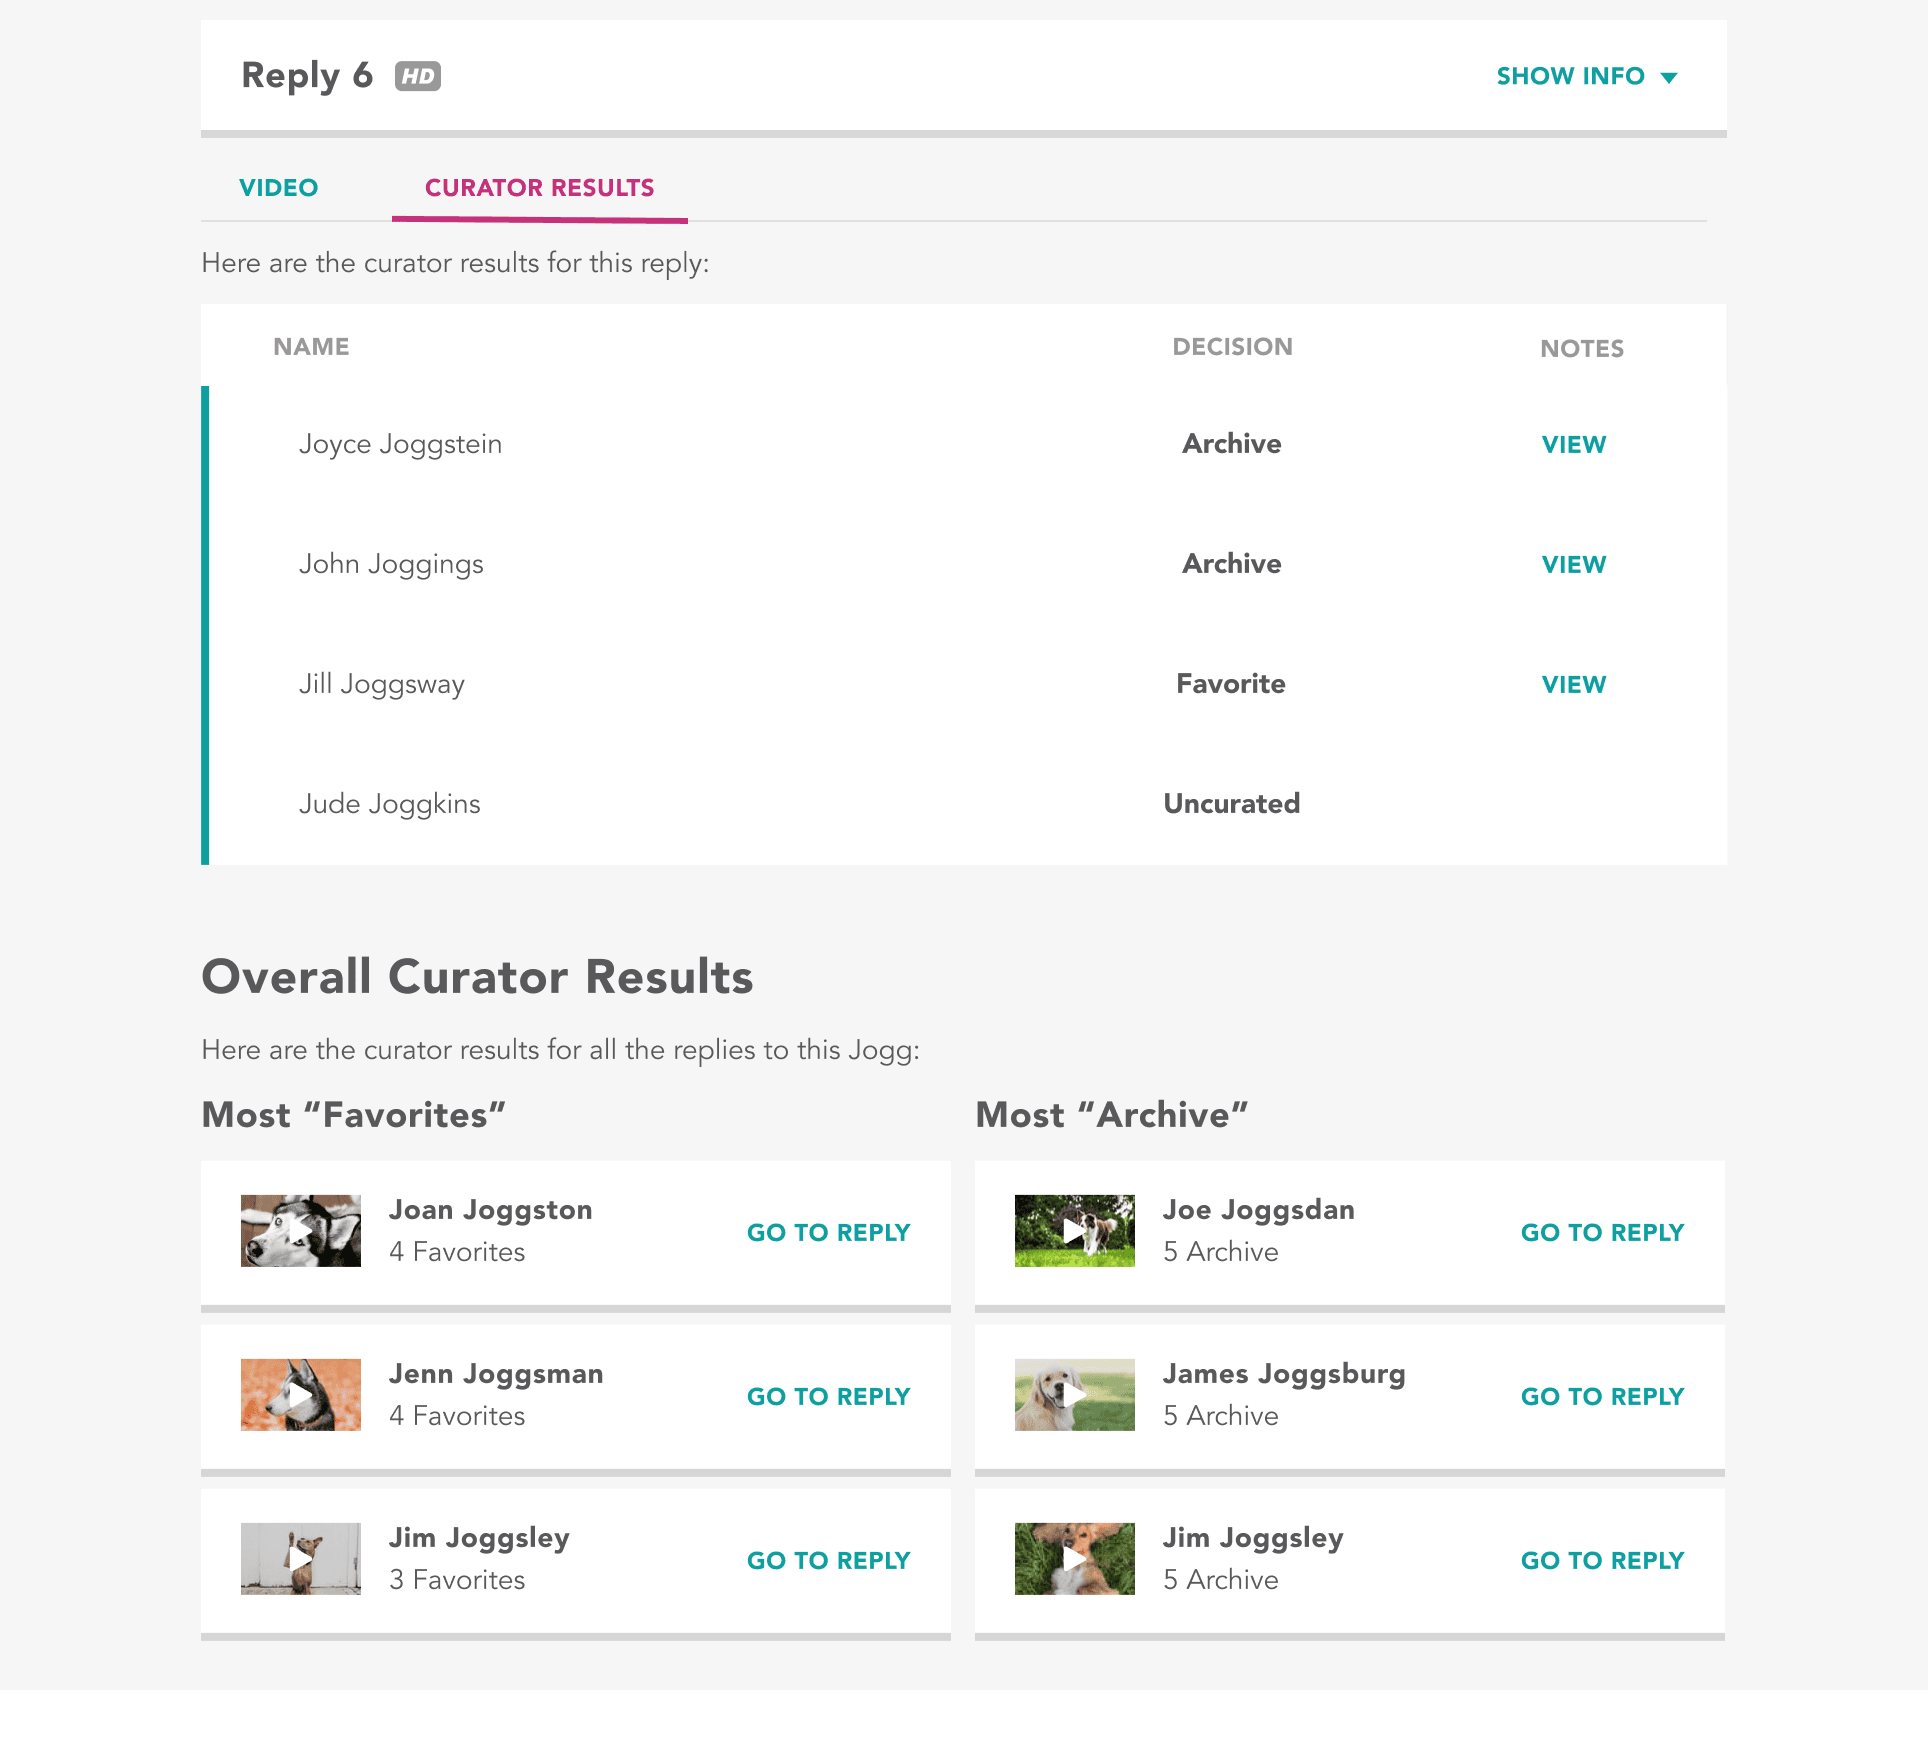 Reply 6 HD SHOW INFO
VIDEO CURATOR RESULTS
Here are the curator results for this reply:
NAME DECISION NOTES
Joyce Joggstein Archive VIEW
John Joggings Archive VIEW
Jill Joggsway Favorite VIEW
Jude Joggkins Uncurated
Overall Curator Results
Here are the curator results for all the replies to this Jogg:
Most “Favorites”
Joan Joggston
4 Favorites
GO TO REPLY
Jenn Joggsman
4 Favorites
GO TO REPLY
Jim Joggsley
3 Favorites
GO TO REPLY
Most “Archive”
Joe Joggsdan
5 Archive
GO TO REPLY
James Joggsburg
5 Archive
GO TO REPLY
Jim Joggsley
5 Archive
GO TO REPLY